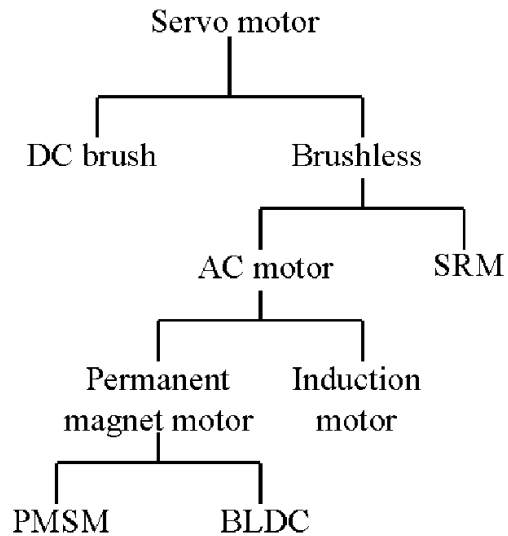 Servo motor
DC brush
Brushless
AC motor
SRM
Permanent
magnet motor
Induction
motor
PMSM
BLDC